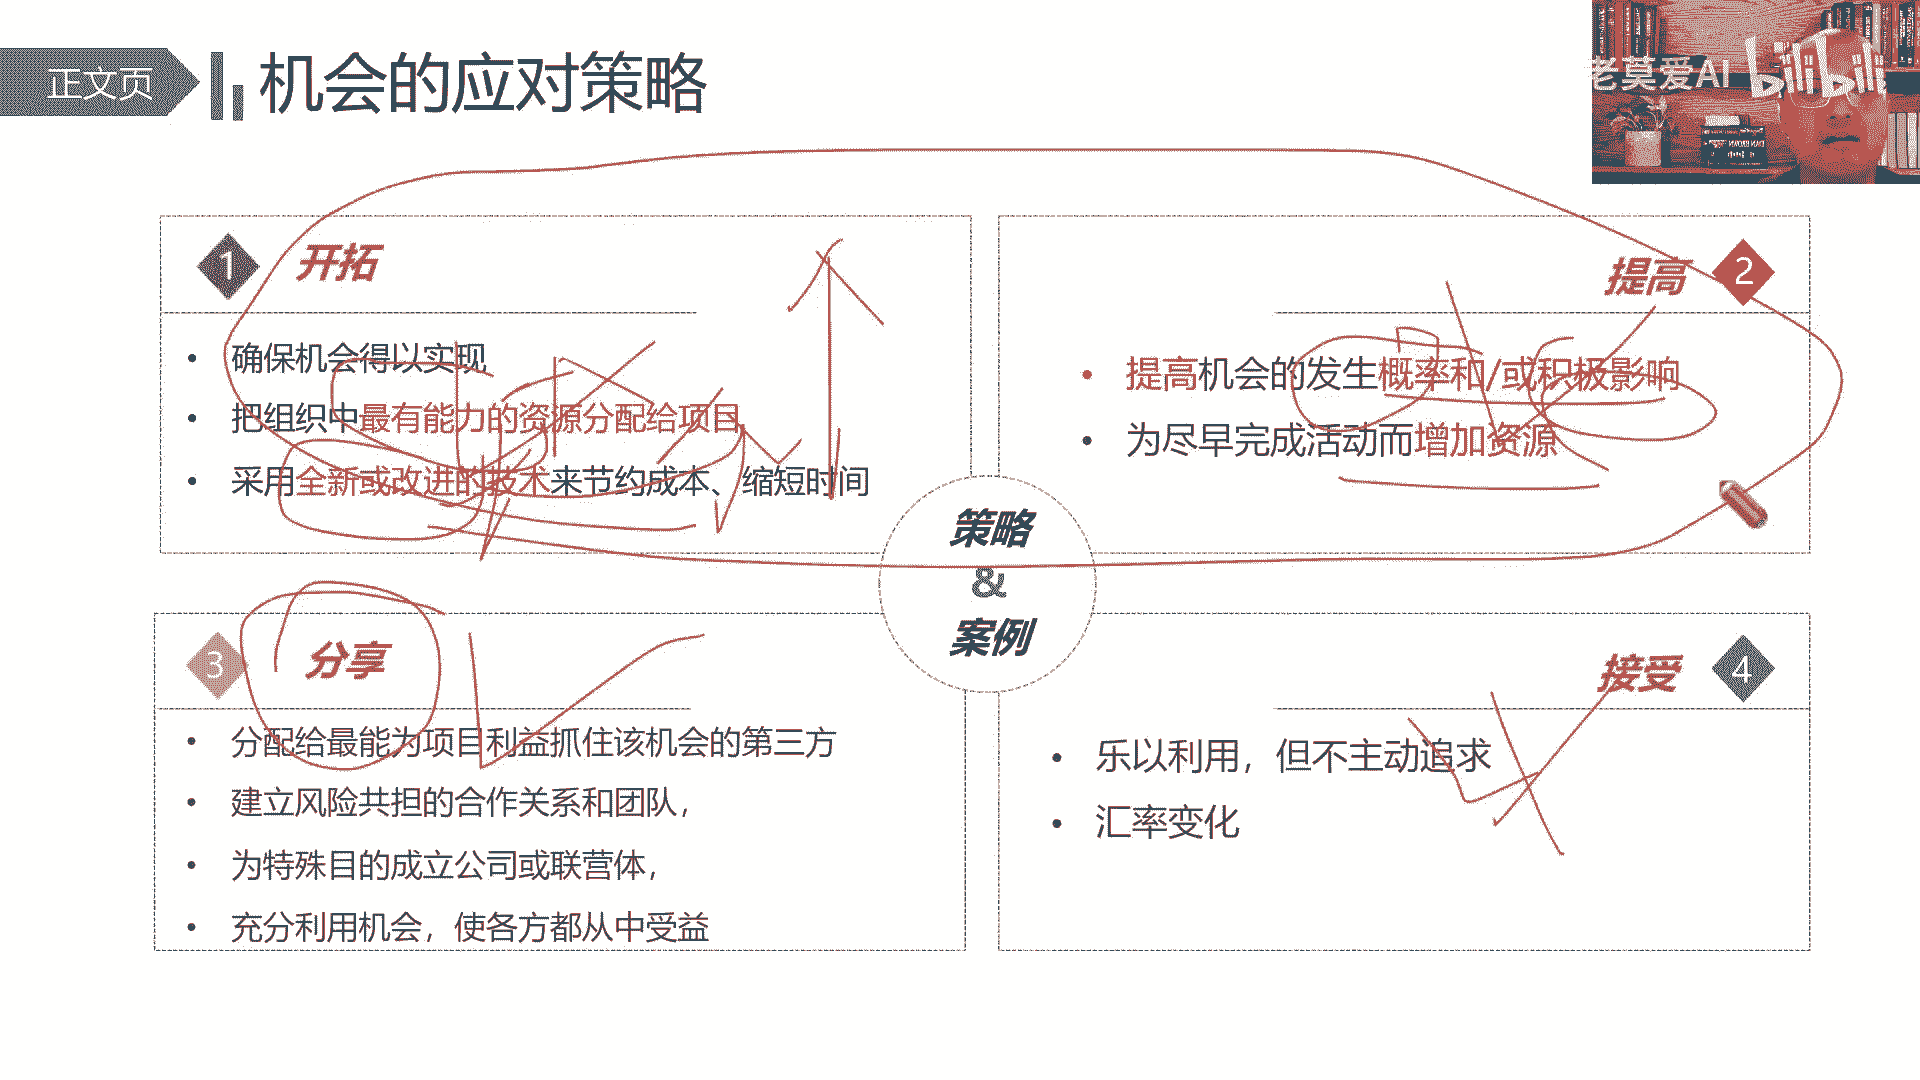 正文页
机会的应对策略
老莫爱AI
bilibili
1
开拓
• 确保机会得以实现
• 把组织中最有能力的资源分配给项目
• 采用全新或改进的技术来节约成本、缩短时间
提高
2
• 提高机会的发生概率和/或积极影响
• 为尽早完成活动而增加资源
策略
&
案例
3
分享
• 分配给最能为项目利益抓住该机会的第三方
• 建立风险共担的合作关系和团队，
• 为特殊目的成立公司或联营体，
• 充分利用机会，使各方都从中受益
接受
4
• 乐以利用，但不主动追求
• 汇率变化